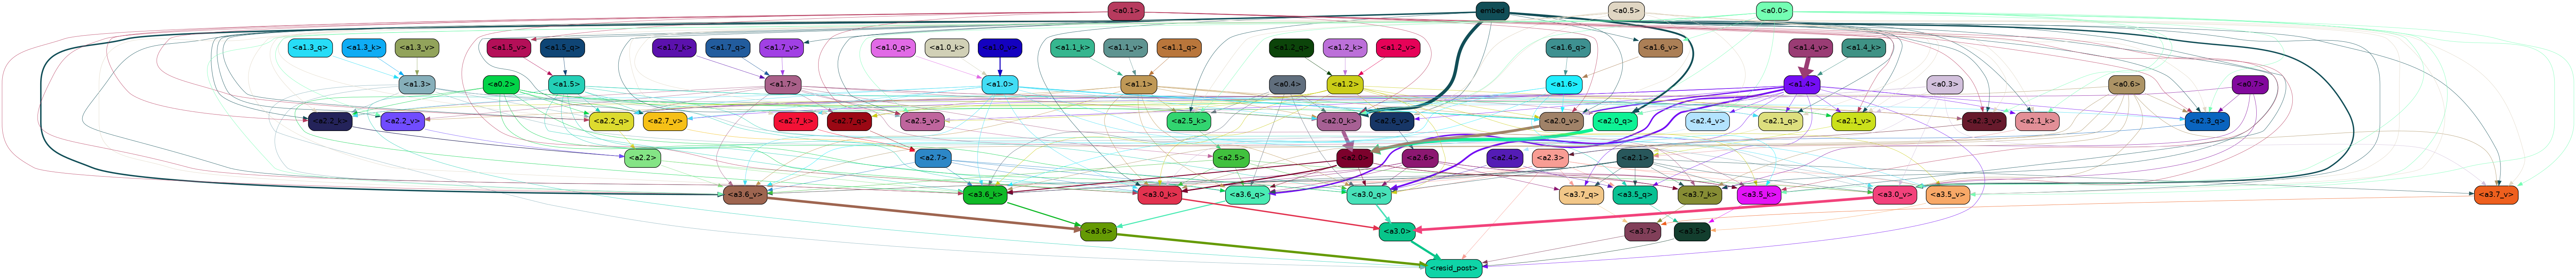 <a0.1> embed <a0.5> <a0.0>
<a1.3_q> <a1.3_k> <a1.3_v> <a1.5_v> <a1.5_q> <a1.7_k> <a1.7_q> <a1.7_v> <a1.0_q> <a1.0_k> <a1.0_v> <a1.1_k> <a1.1_v> <a1.1_q> <a1.2_q> <a1.2_k> <a1.2_v> <a1.6_q> <a1.6_v> <a1.4_v> <a1.4_k>
<a1.3> <a0.2> <a1.5> <a1.7> <a1.0> <a1.1> <a0.4> <a1.2> <a1.6> <a1.4> <a0.3> <a0.6> <a0.7>
<a2.2_k> <a2.2_v> <a2.2_q> <a2.7_v> <a2.7_k> <a2.7_q> <a2.5_v> <a2.5_k> <a2.0_k> <a2.6_v> <a2.0_v> <a2.0_q> <a2.4_v> <a2.1_q> <a2.1_v> <a2.3_v> <a2.1_k> <a2.3_q>
<a2.2> <a2.7> <a2.5> <a2.0> <a2.6> <a2.4> <a2.3> <a2.1>
<a3.6_v> <a3.6_k> <a3.0_k> <a3.6_q> <a3.0_q> <a3.7_q> <a3.5_q> <a3.7_k> <a3.5_k> <a3.0_v> <a3.5_v> <a3.7_v>
<a3.6> <a3.0> <a3.7> <a3.5>
<resid_post>